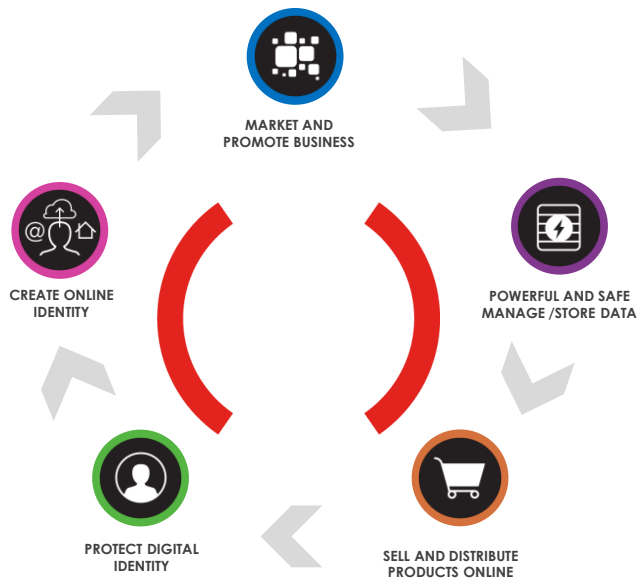 MARKET AND
PROMOTE BUSINESS
@
CREATE ONLINE
IDENTITY
POWERFUL AND SAFE
MANAGE /STORE DATA
PROTECT DIGITAL
IDENTITY
SELL AND DISTRIBUTE
PRODUCTS ONLINE